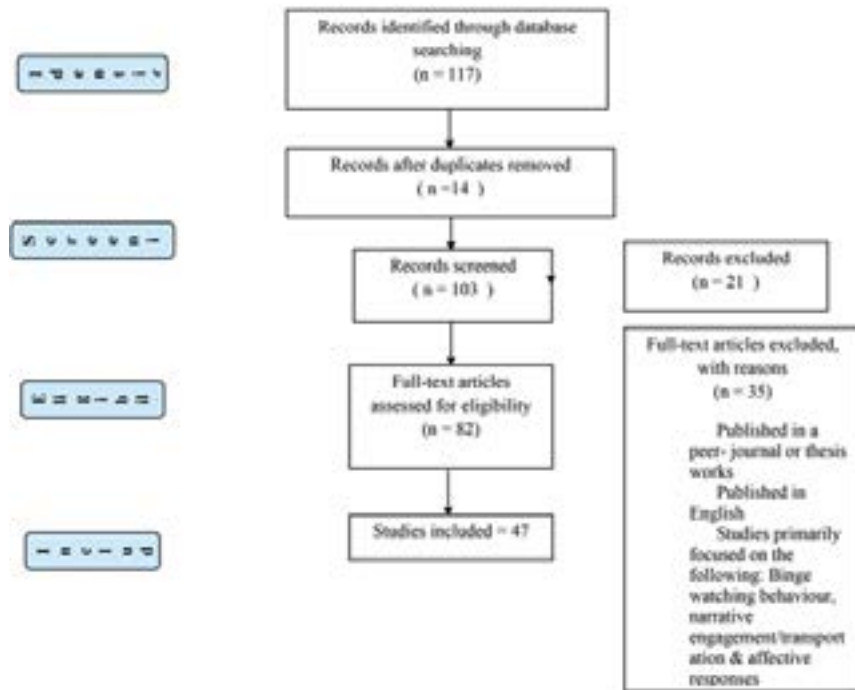 Records identified through database
searching
(n = 117)
Records after duplicates removed
( n =14 )
Records screened
( n = 103 )
Records excluded
(n = 21 )
Full-text articles
assessed for eligibility
(n = 82)
Full-text articles excluded,
with reasons
(n = 35)
Published in a
peer- journal or thesis
works
Published in
English
Studies primarily
focused on the
following: Binge
watching behaviour,
narrative
engagement/transport
ation & affective
responses
Studies included = 47